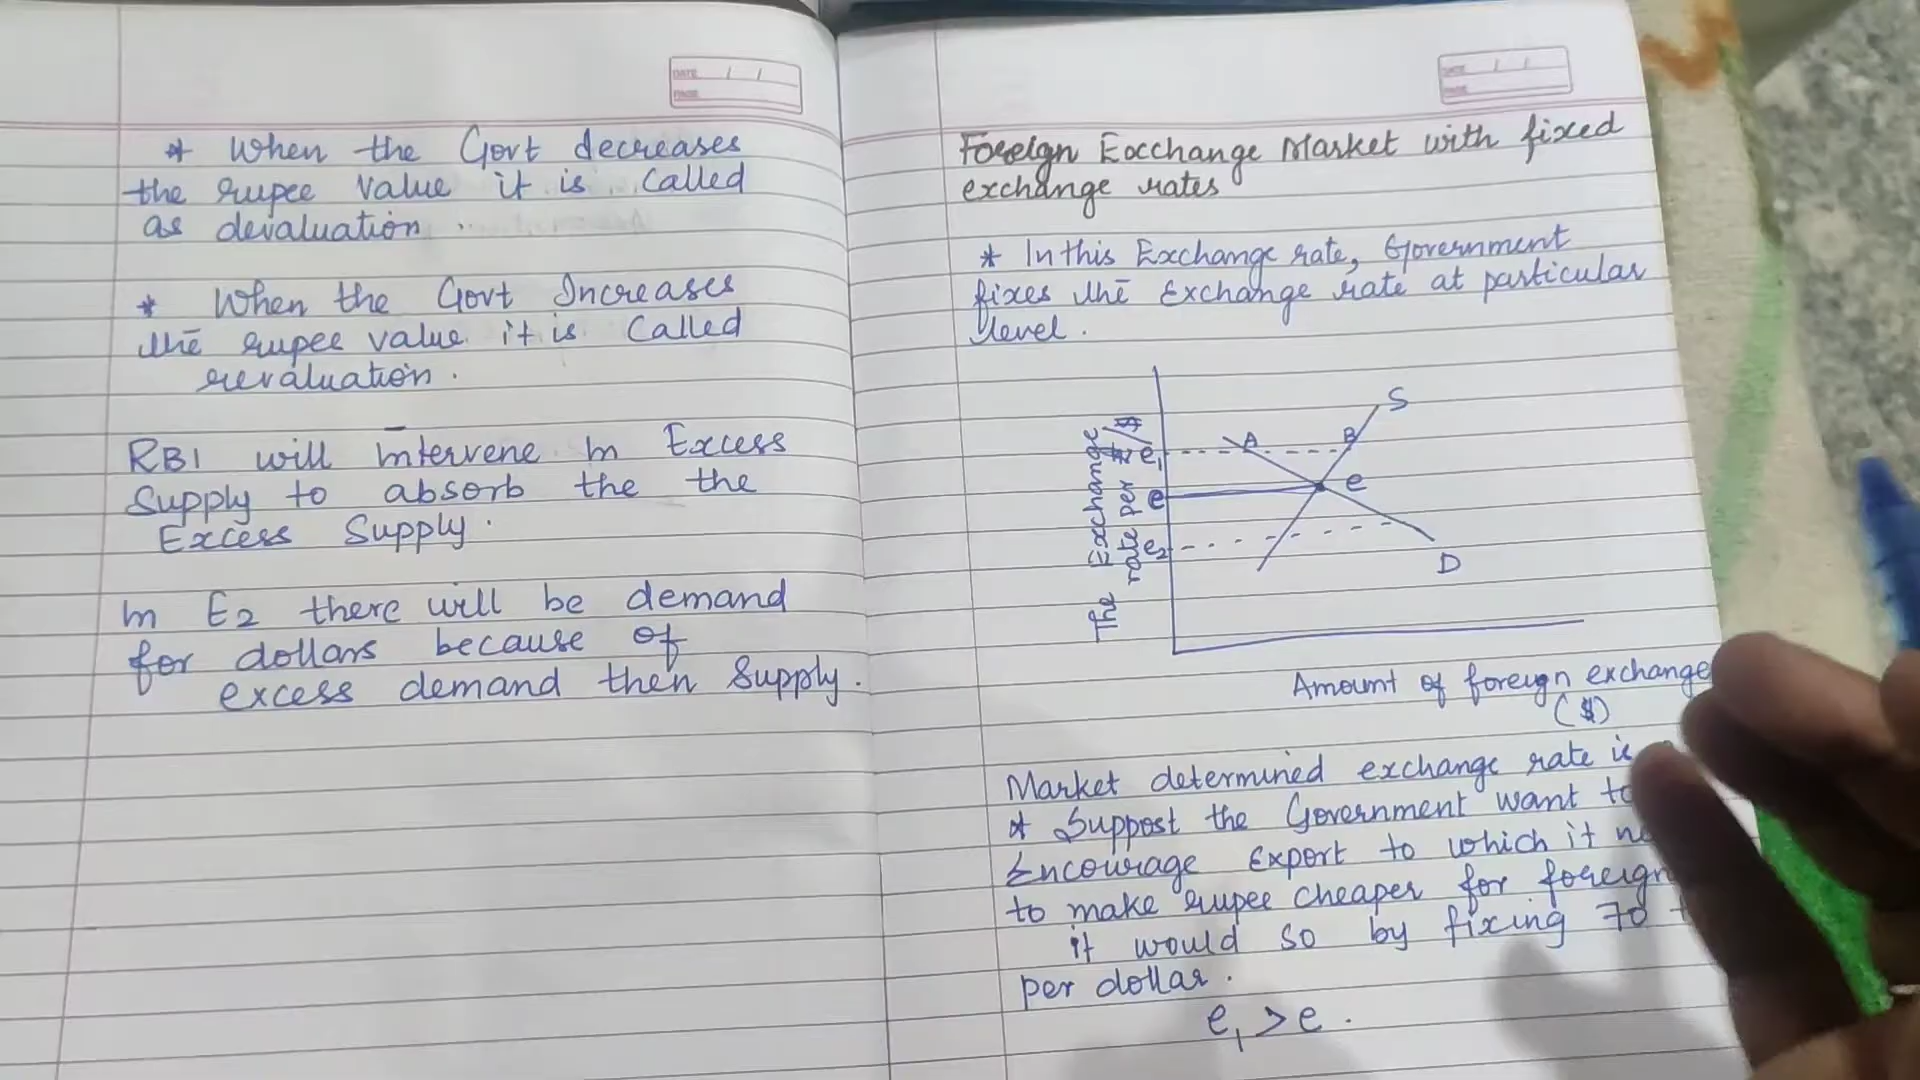 DATE / /
PAGE
* When the Govt decreases
the rupee value it is called
as devaluation.
* When the Govt Increases
the rupee value it is called
revaluation.
RBI will intervene In Excess
Supply to absorb the the
Excess Supply.
In E2 there will be demand
for dollars because of
excess demand then Supply.
DATE / /
PAGE
Foreign Exchange Market with fixed
exchange rates
* In this Exchange rate, Government
fixes the Exchange rate at particular
level.
S
A B
e1
e e
e2
D
The Exchange
rate per
Amount of foreign exchange
($)
Market determined exchange rate is
* Suppost the Government want to
Encourage Export to which it
to make rupee cheaper for foreign
it would so by fixing 70
per dollar.
e1 > e.